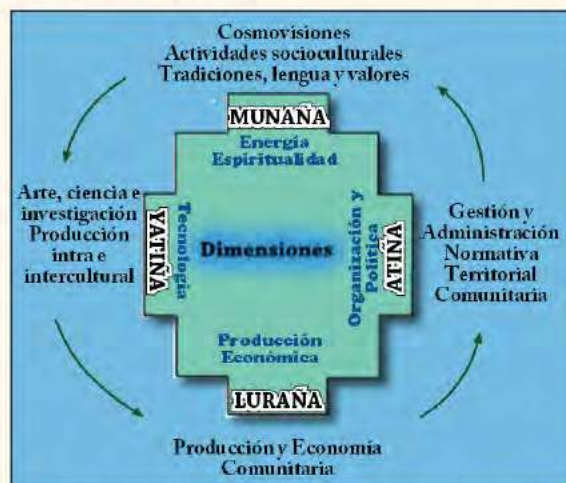 Cosmovisiones
Actividades socioculturales
Tradiciones, lengua y valores
MUNAÑA
Energía
Espiritualidad
Arte, ciencia e
investigación
Producción
intra e
intercultural
YATIÑA
Tecnología
Dimensiones
Organización y
Política
ATIÑA
Gestión y
Administración
Normativa
Territorial
Comunitaria
Producción
Económica
LURAÑA
Producción y Economía
Comunitaria